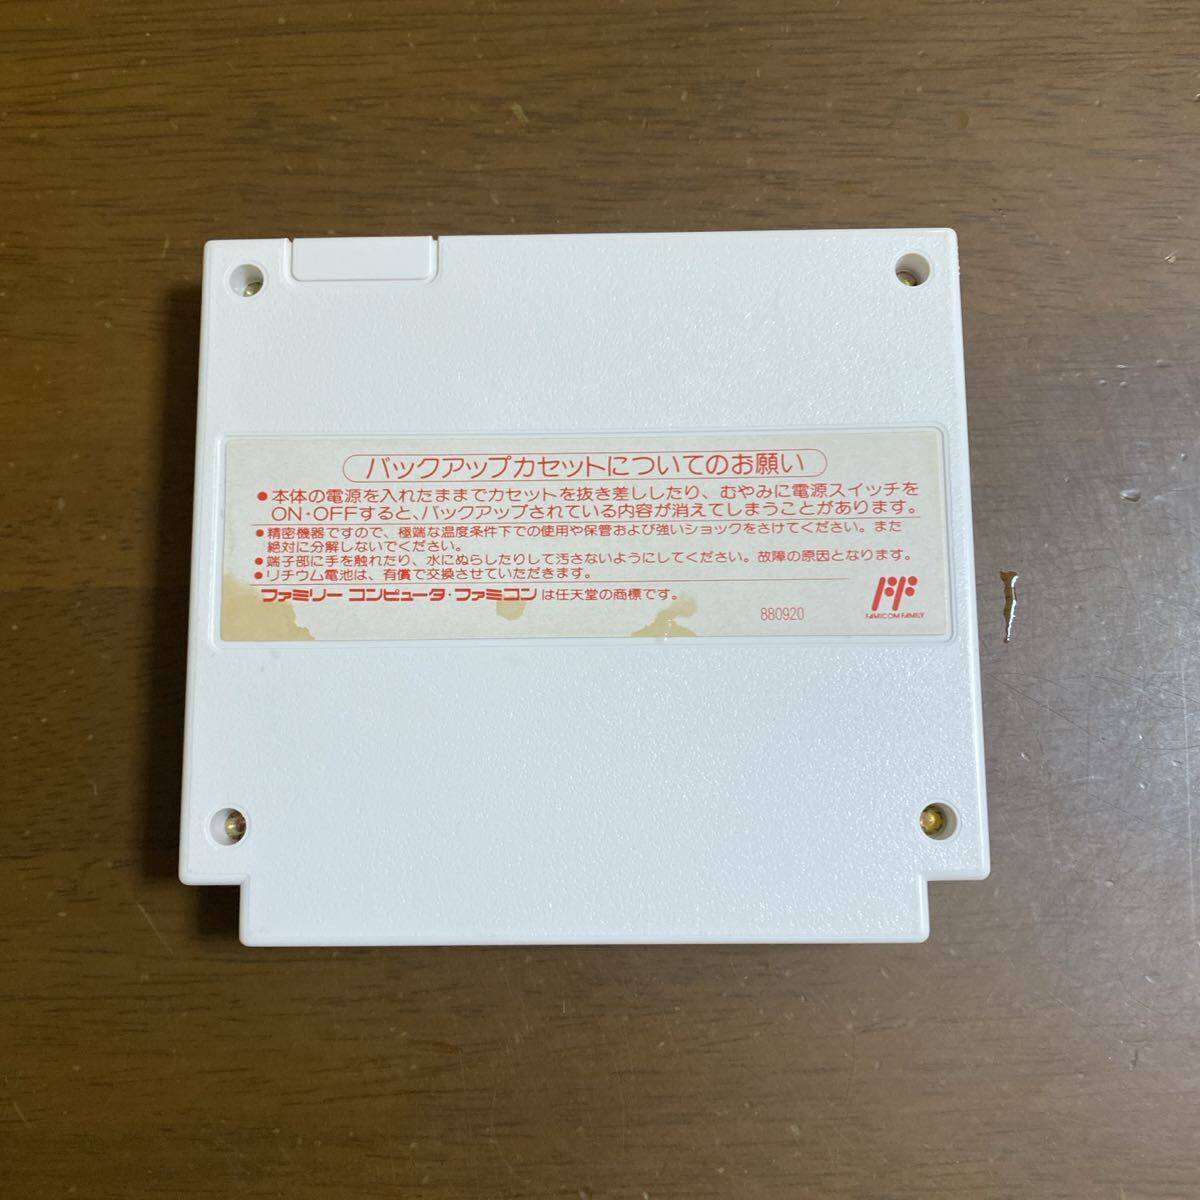 バックアップカセットについてのお願い
●本体の電源を入れたままでカセットを抜き差ししたり、むやみに電源スイッチを
ON・OFFすると、バックアップされている内容が消えてしまうことがあります。
●精密機器ですので、極端な温度条件下での使用や保管および強いショックをさけてください。また
絶対に分解しないでください。
●端子部に手を触れたり、水にぬらしたりして汚さないようにしてください。故障の原因となります。
●リチウム電池は、有償で交換させていただきます。
ファミリー コンピュータ・ファミコンは任天堂の商標です。
880920
FAMICOM FAMILY